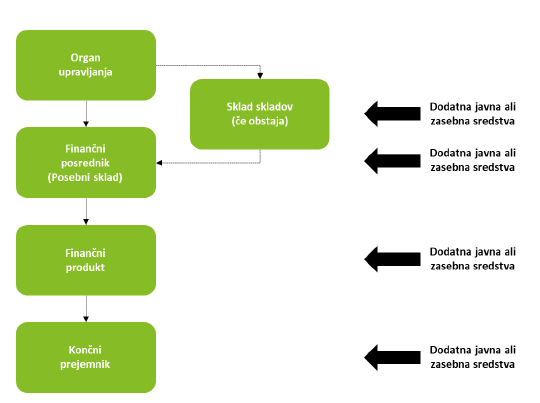 Organ
upravljanja
Sklad skladov
(če obstaja)
Dodatna javna ali
zasebna sredstva
Finančni
posrednik
(Posebni sklad)
Dodatna javna ali
zasebna sredstva
Finančni
produkt
Dodatna javna ali
zasebna sredstva
Končni
prejemnik
Dodatna javna ali
zasebna sredstva